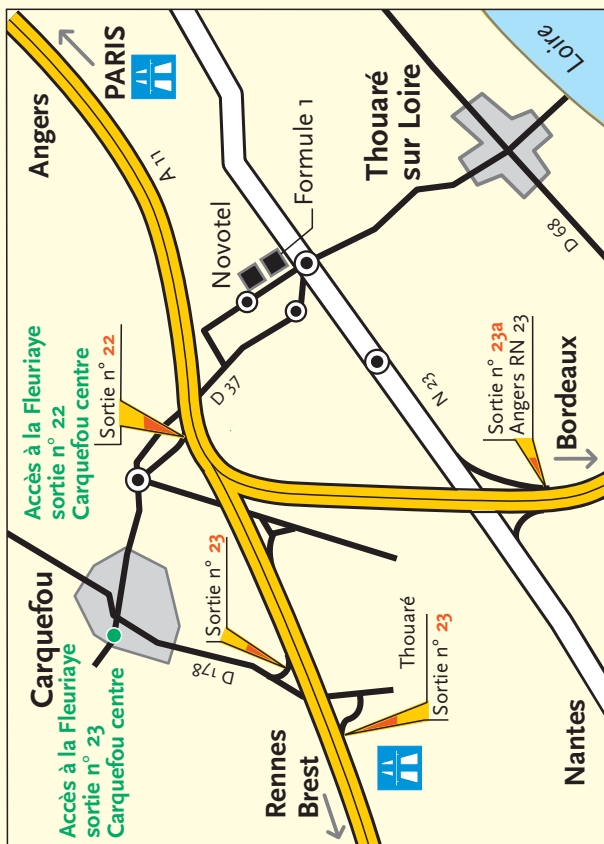 Accès à la Fleuriaye
sortie n° 23
Carquefou centre
Carquefou
Accès à la Fleuriaye
sortie n° 22
Carquefou centre
Sortie n° 22
Angers
PARIS
A 11
D 178
Sortie n° 23
D 37
Novotel
Formule 1
Rennes
Brest
Thouaré
Sortie n° 23
N 23
Thouaré
sur Loire
Loire
D 68
Sortie n° 23a
Angers RN 23
Bordeaux
Nantes